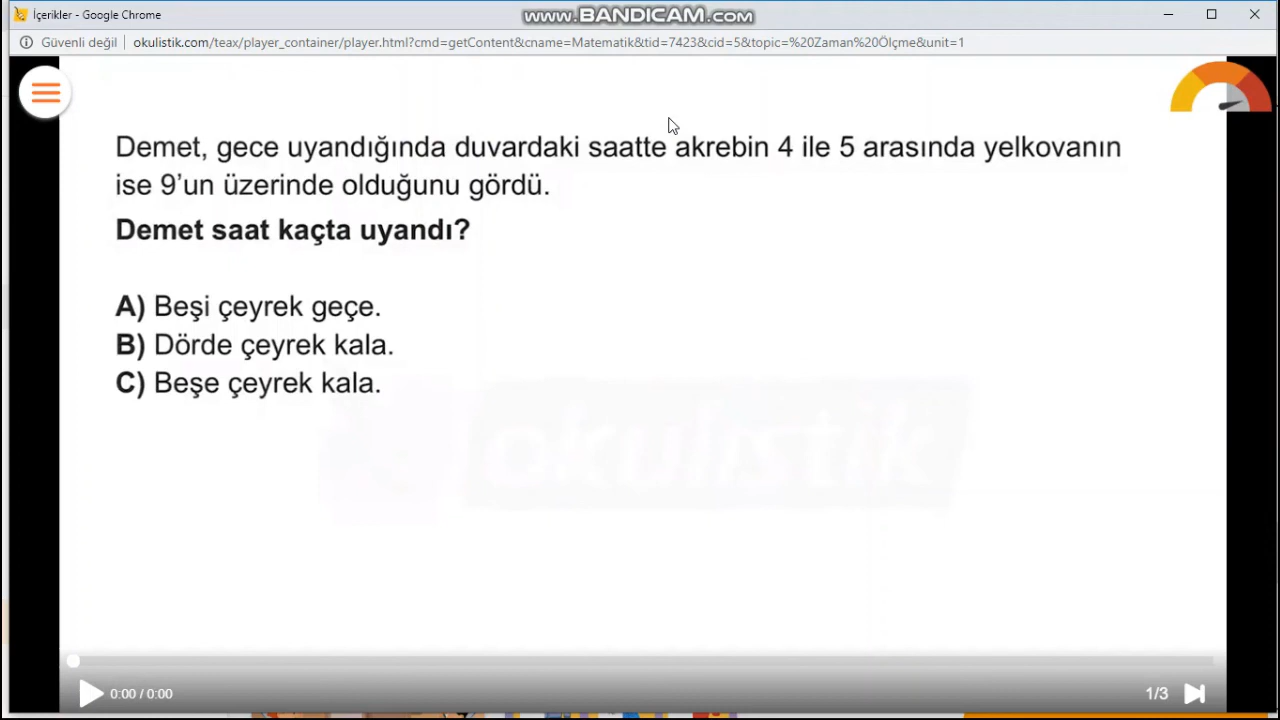 İçerikler - Google Chrome
www.BANDICAM.com
Güvenli değil
okulistik.com/teax/player_container/player.html?cmd=getContent&cname=Matematik&tid=7423&cid=5&topic=%20Zaman%20Ölçme&unit=1
Demet, gece uyandığında duvardaki saatte akrebin 4 ile 5 arasında yelkovanın
ise 9’un üzerinde olduğunu gördü.
Demet saat kaçta uyandı?
A) Beşi çeyrek geçe.
B) Dörde çeyrek kala.
C) Beşe çeyrek kala.
okulistik
0:00 / 0:00
1/3